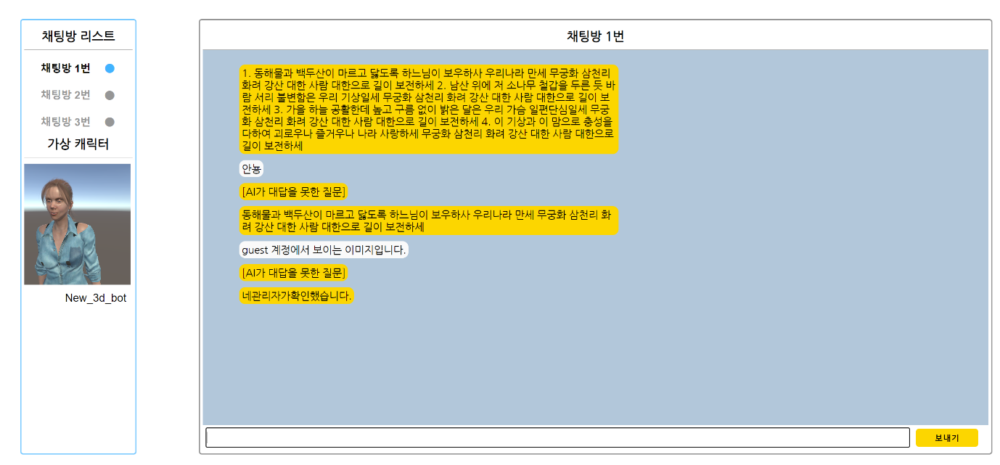 채팅방 리스트
채팅방 1번
채팅방 2번
채팅방 3번
가상 캐릭터
New_3d_bot
채팅방 1번
1. 동해물과 백두산이 마르고 닳도록 하느님이 보우하사 우리나라 만세 무궁화 삼천리
화려 강산 대한 사람 대한으로 길이 보전하세 2. 남산 위에 저 소나무 철갑을 두른 듯 바
람 서리 불변함은 우리 기상일세 무궁화 삼천리 화려 강산 대한 사람 대한으로 길이 보
전하세 3. 가을 하늘 공활한데 높고 구름 없이 밝은 달은 우리 가슴 일편단심일세 무궁
화 삼천리 화려 강산 대한 사람 대한으로 길이 보전하세 4. 이 기상과 이 맘으로 충성을
다하여 괴로우나 즐거우나 나라 사랑하세 무궁화 삼천리 화려 강산 대한 사람 대한으로
길이 보전하세
안뇽
[AI가 대답을 못한 질문]
동해물과 백두산이 마르고 닳도록 하느님이 보우하사 우리나라 만세 무궁화 삼천리 화
려 강산 대한 사람 대한으로 길이 보전하세
guest 계정에서 보이는 이미지입니다.
[AI가 대답을 못한 질문]
네관리자가확인했습니다.
보내기